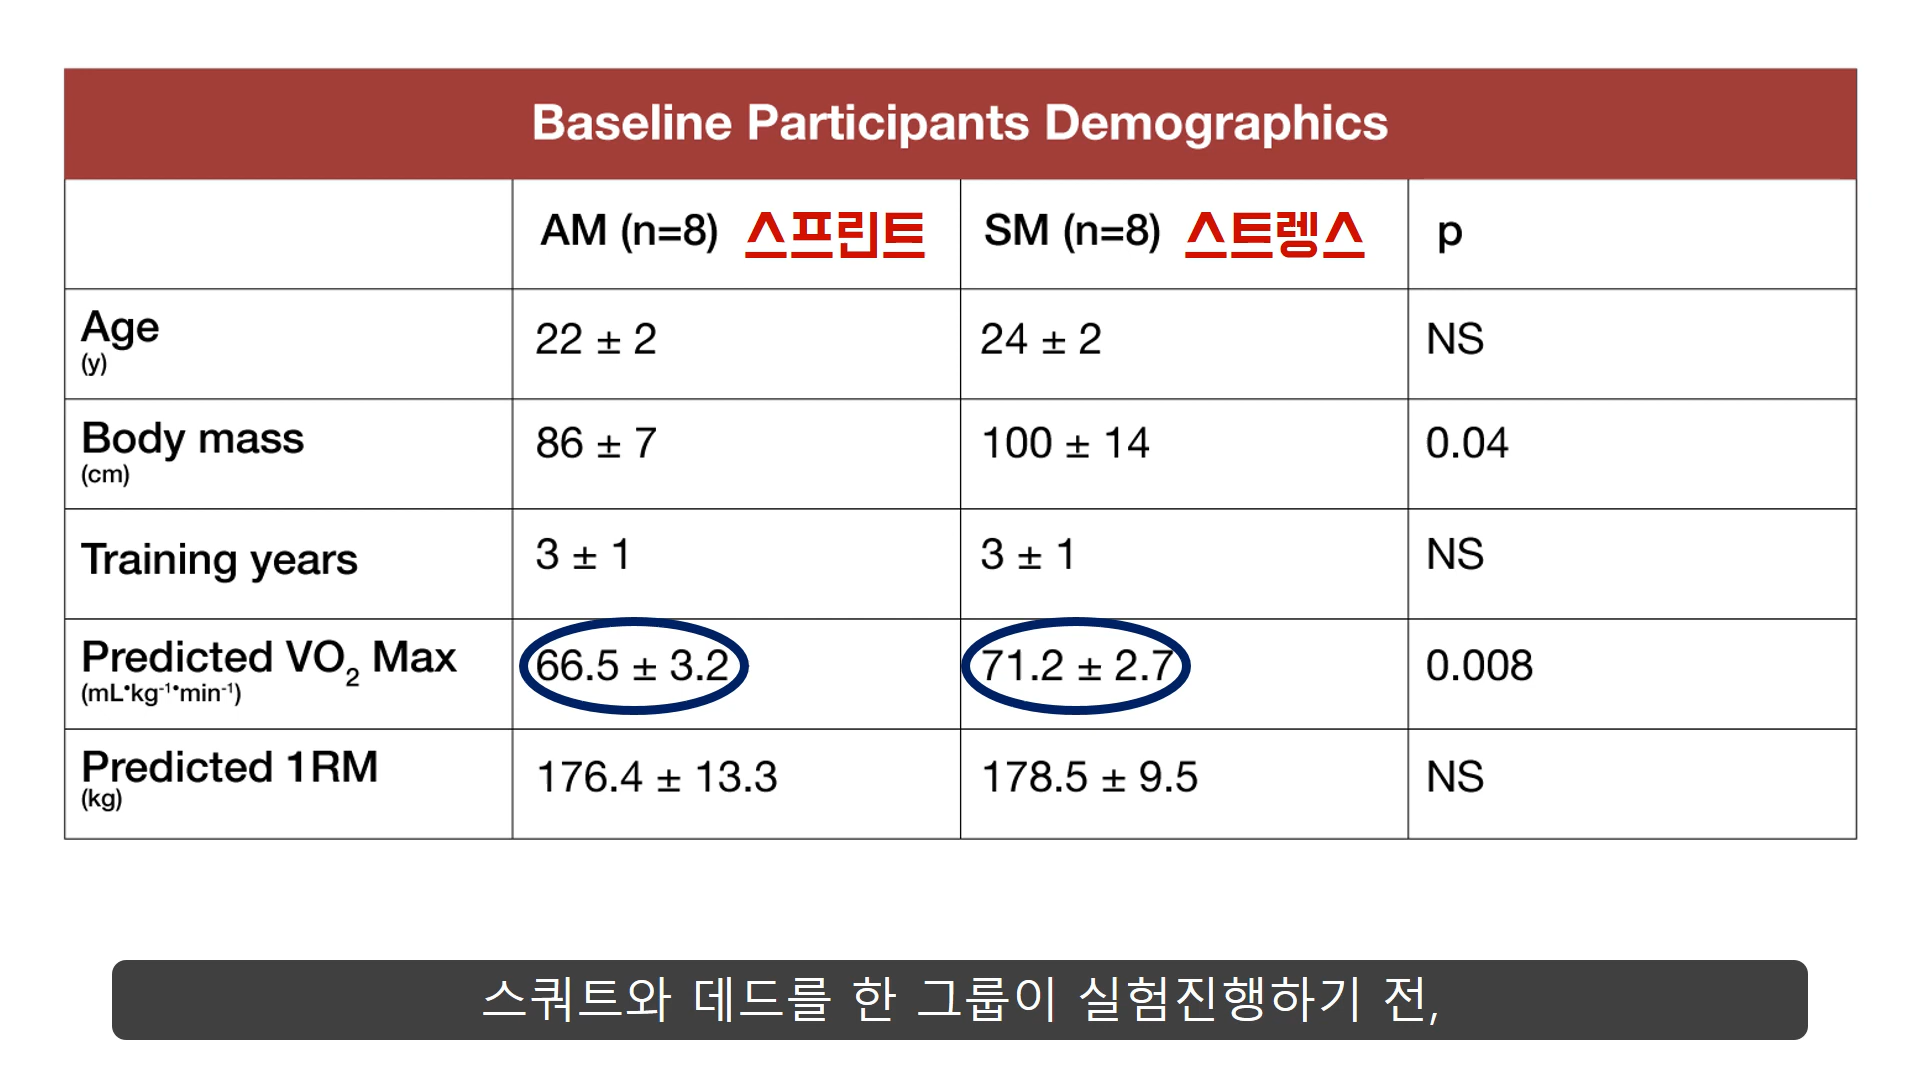 Baseline Participants Demographics
AM (n=8) 스프린트 SM (n=8) 스트렝스 p
Age
(y)
22 ± 2 24 ± 2 NS
Body mass
(cm)
86 ± 7 100 ± 14 0.04
Training years 3 ± 1 3 ± 1 NS
Predicted VO₂ Max
(mL•kg⁻¹•min⁻¹)
66.5 ± 3.2 71.2 ± 2.7 0.008
Predicted 1RM
(kg)
176.4 ± 13.3 178.5 ± 9.5 NS
스쿼트와 데드를 한 그룹이 실험진행하기 전,